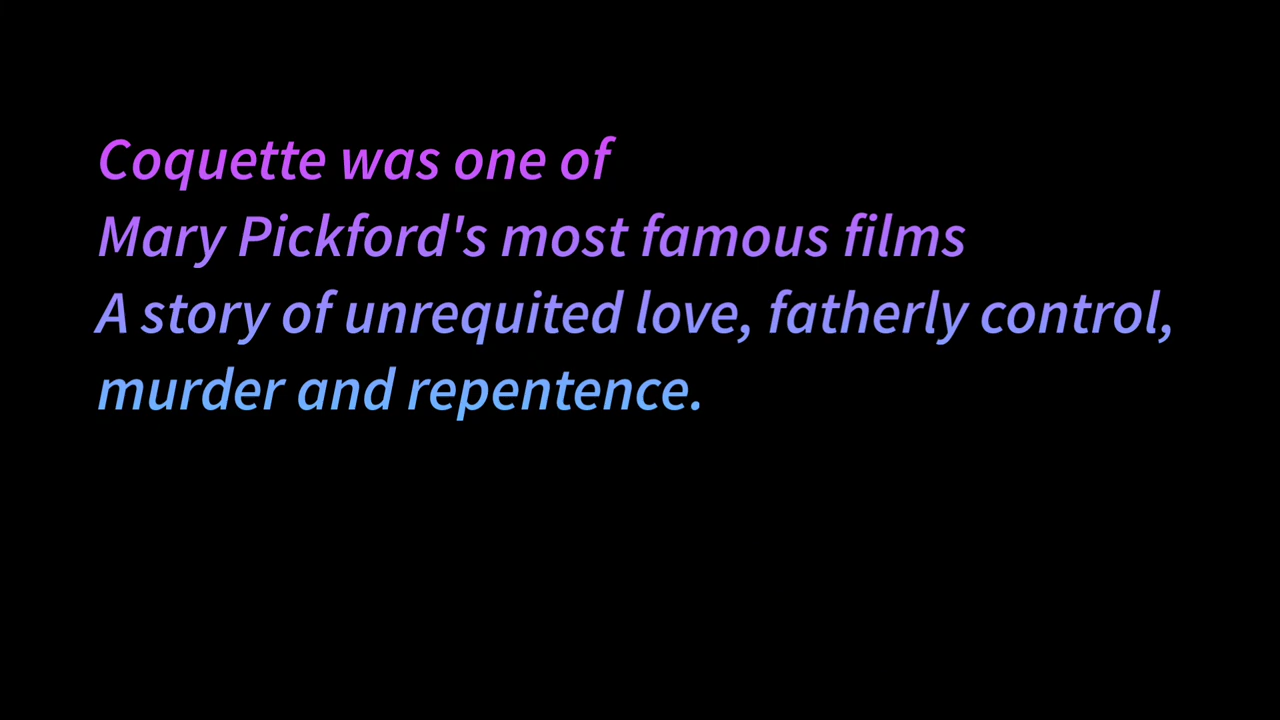 Coquette was one of
Mary Pickford's most famous films
A story of unrequited love, fatherly control,
murder and repentence.